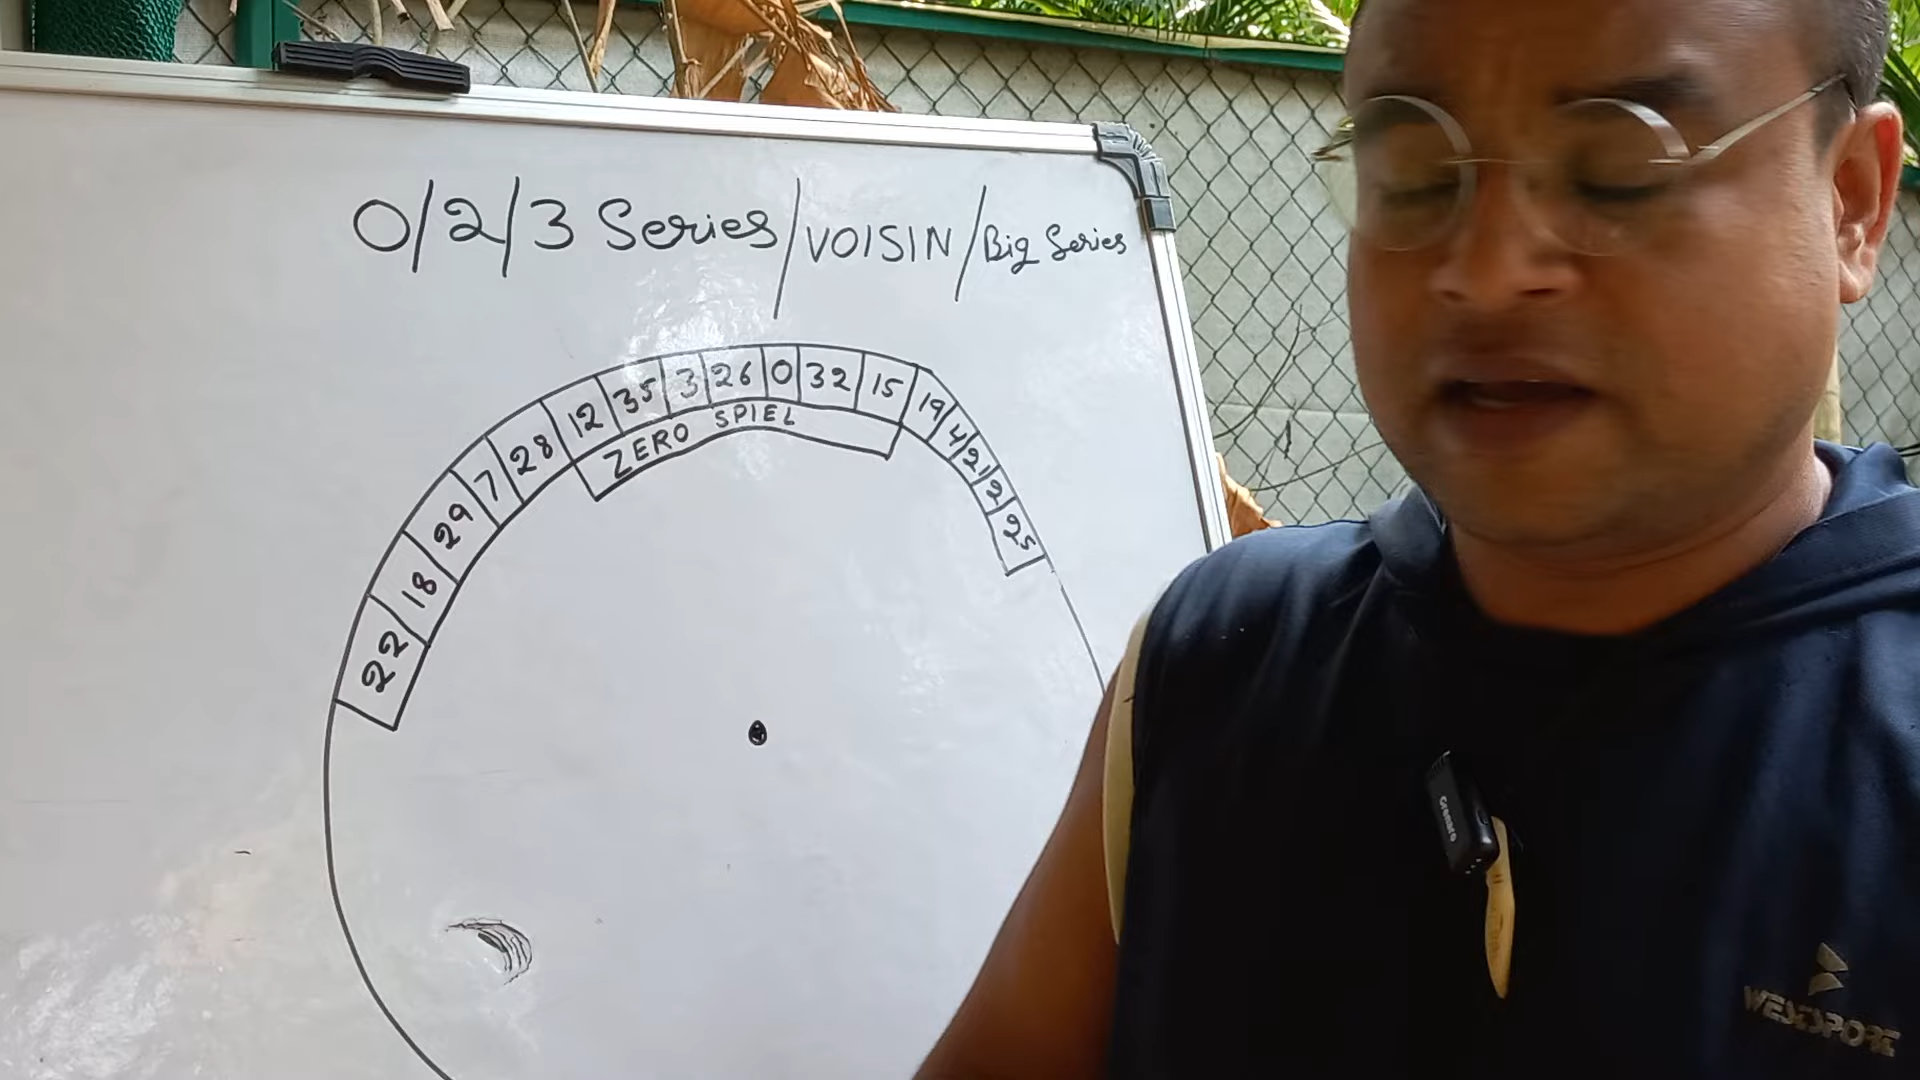 0/2/3 Series/VOISIN/Big Series
22 18 29 7 28 12 35 3 26 0 32 15 19 4 21 2 25
ZERO SPIEL
Grenaro